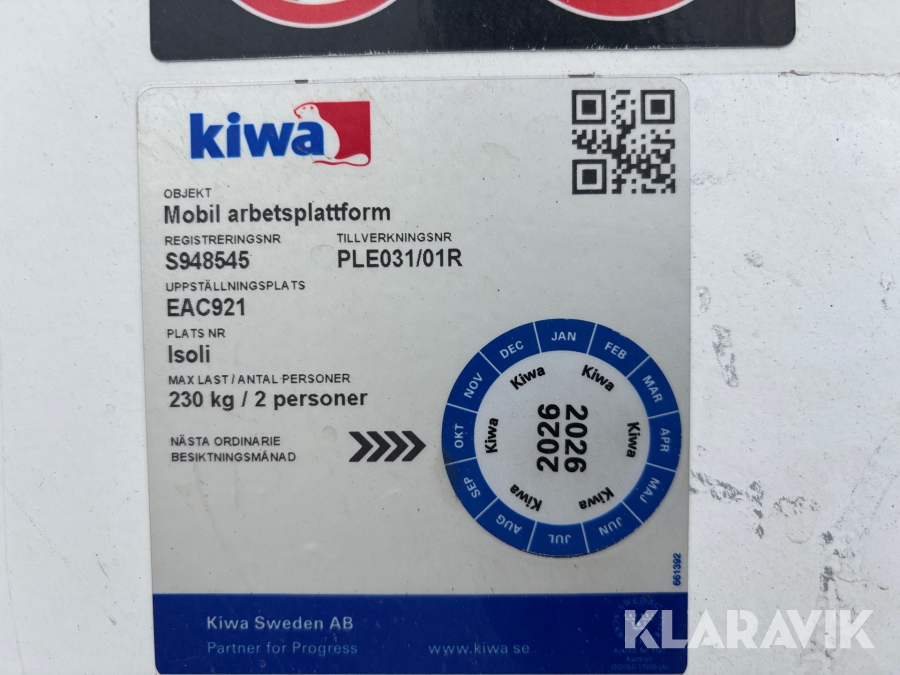 kiwa
OBJEKT
Mobil arbetsplattform
REGISTRERINGSNR TILLVERKNINGSNR
S948545 PLE031/01R
UPPSTÄLLNINGSPLATS
EAC921
PLATS NR
Isoli
MAX LAST / ANTAL PERSONER
230 kg / 2 personer
NÄSTA ORDINARIE
BESIKTNINGSMÅNAD
JAN
FEB
MAR
APR
MAJ
JUN
JUL
AUG
SEP
OKT
NOV
DEC
Kiwa
Kiwa
Kiwa
Kiwa
Kiwa
Kiwa
2026
2026
661392
Kiwa Sweden AB
Partner for Progress www.kiwa.se
KLARAVIK